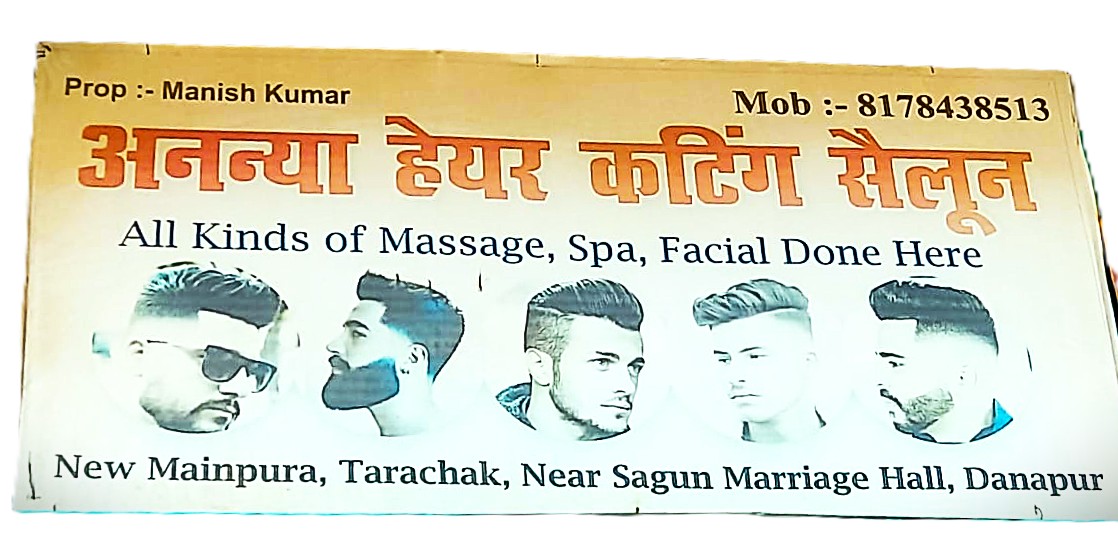 Prop :- Manish Kumar
Mob :- 8178438513
अनन्या हेयर कटिंग सैलून
All Kinds of Massage, Spa, Facial Done Here
New Mainpura, Tarachak, Near Sagun Marriage Hall, Danapur